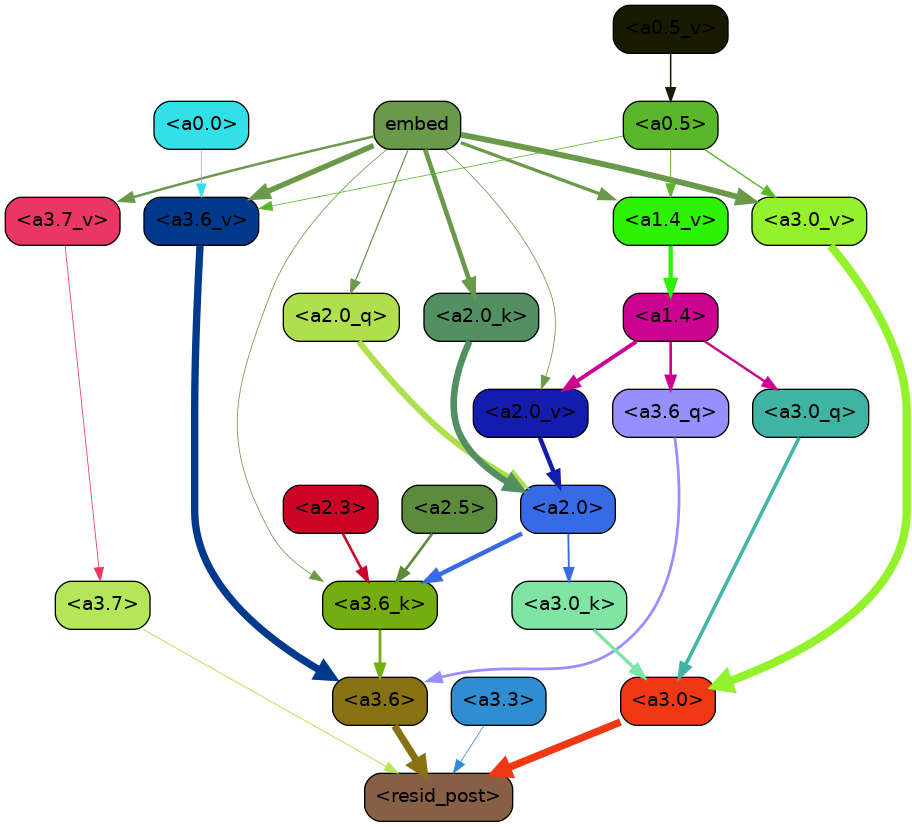 <a0.5_v>
<a0.0>
embed
<a0.5>
<a3.7_v>
<a3.6_v>
<a1.4_v>
<a3.0_v>
<a2.0_q>
<a2.0_k>
<a1.4>
<a2.0_v>
<a3.6_q>
<a3.0_q>
<a2.3>
<a2.5>
<a2.0>
<a3.7>
<a3.6_k>
<a3.0_k>
<a3.6>
<a3.3>
<a3.0>
<resid_post>